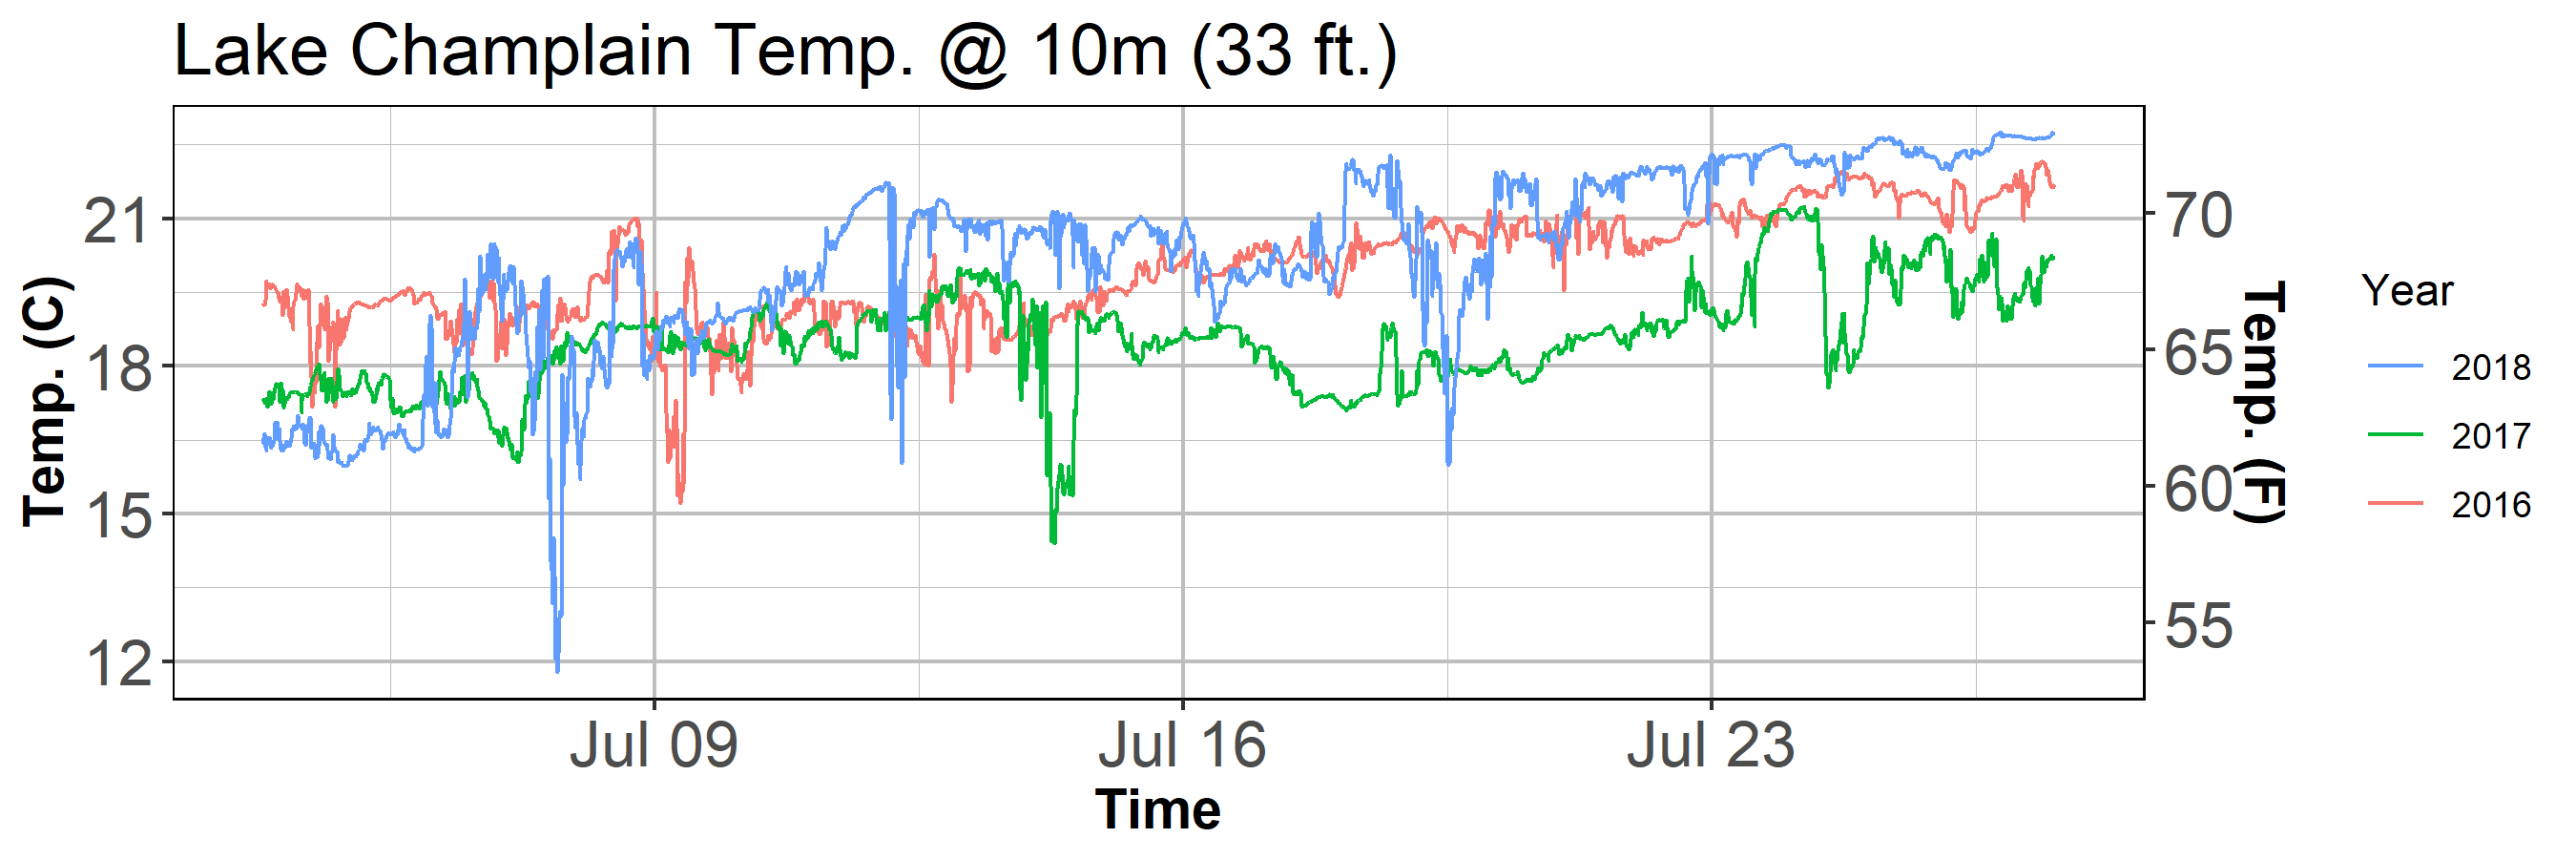 Lake Champlain Temp. @ 10m (33 ft.)
Temp. (C)
21
18
15
12
70
65
60
55
Temp. (F)
Jul 09
Jul 16
Jul 23
Time
Year
2018
2017
2016